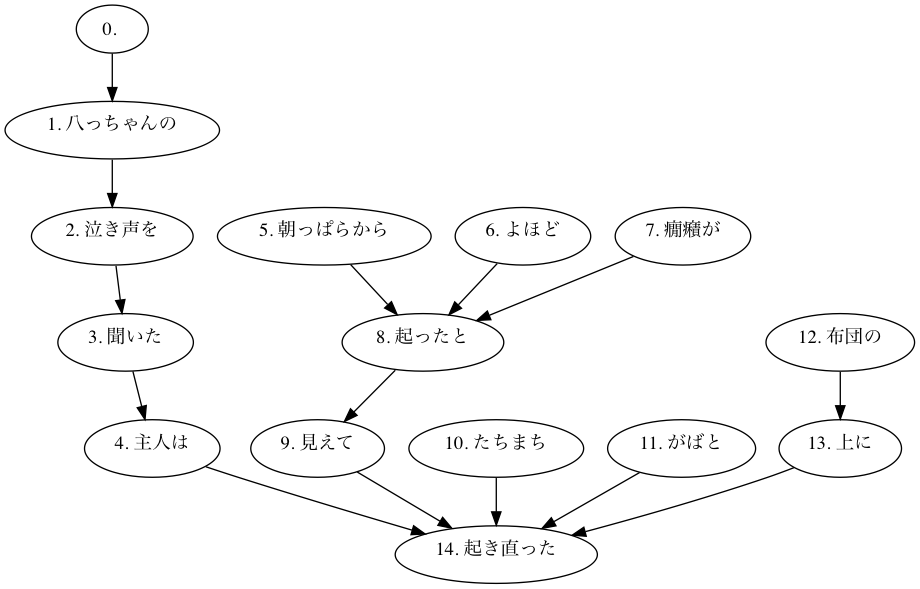 0.
1. 八っちゃんの
2. 泣き声を
5. 朝っぱらから
6. よほど
7. 癇癪が
3. 聞いた
8. 起ったと
12. 布団の
4. 主人は
9. 見えて
10. たちまち
11. がばと
13. 上に
14. 起き直った